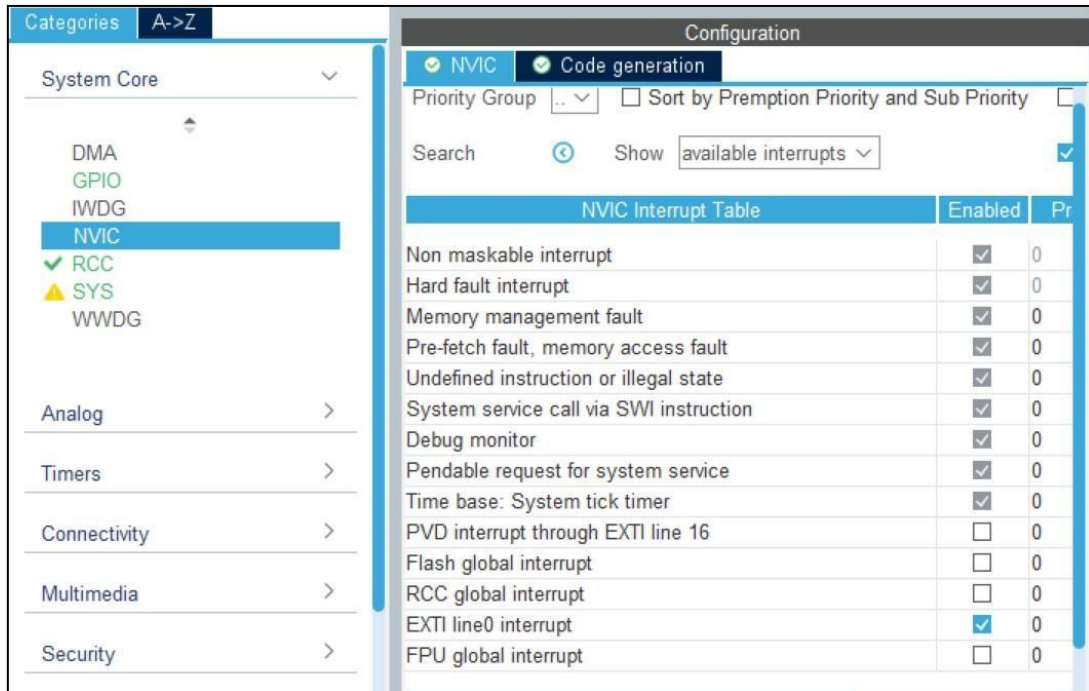 Categories A->Z
System Core
DMA
GPIO
IWDG
NVIC
RCC
SYS
WWDG
Analog
Timers
Connectivity
Multimedia
Security
Configuration
NVIC Code generation
Priority Group .. Sort by Premption Priority and Sub Priority
Search Show available interrupts
NVIC Interrupt Table Enabled Pr
Non maskable interrupt 0
Hard fault interrupt 0
Memory management fault 0
Pre-fetch fault, memory access fault 0
Undefined instruction or illegal state 0
System service call via SWI instruction 0
Debug monitor 0
Pendable request for system service 0
Time base: System tick timer 0
PVD interrupt through EXTI line 16 0
Flash global interrupt 0
RCC global interrupt 0
EXTI line0 interrupt 0
FPU global interrupt 0